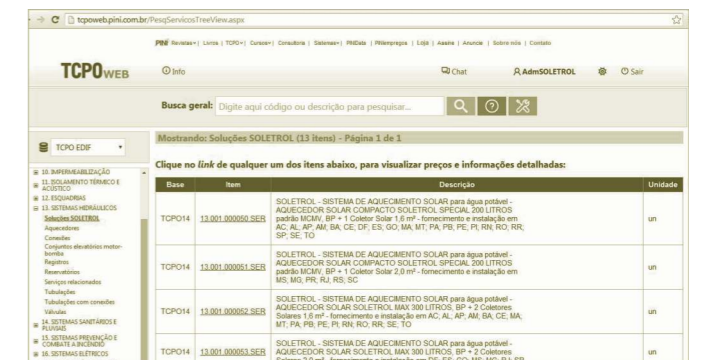 tcpoweb.pini.com.br/PesqServicosTreeView.aspx
PINI Revistas | Livros | TCPO | Cursos | Consultoria | Sistemas | PINIData | PINIempregos | Loja | Assine | Anuncie | Sobre nós | Contato
TCPOWEB
Info
Chat
AdmSOLETROL
Sair
Busca geral: Digite aqui código ou descrição para pesquisar...
TCPO EDIF
Mostrando: Soluções SOLETROL (13 itens) - Página 1 de 1
Clique no link de qualquer um dos itens abaixo, para visualizar preços e informações detalhadas:
10. IMPERMEABILIZAÇÃO
11. ISOLAMENTO TÉRMICO E
ACÚSTICO
12. ESQUADRIAS
13. SISTEMAS HIDRÁULICOS
Soluções SOLETROL
Aquecedores
Conexões
Conjuntos elevatórios motor-
bomba
Registros
Reservatórios
Serviços relacionados
Tubulações
Tubulações com conexões
Válvulas
14. SISTEMAS SANITÁRIOS E
PLUVIAIS
15. SISTEMAS PREVENÇÃO E
COMBATE A INCÊNDIO
16. SISTEMAS ELÉTRICOS
Base Item Descrição Unidade
TCPO14 13.001.000050.SER
SOLETROL - SISTEMA DE AQUECIMENTO SOLAR para água potável -
AQUECEDOR SOLAR COMPACTO SOLETROL SPECIAL 200 LITROS
padrão MCMV, BP + 1 Coletor Solar 1,6 m² - fornecimento e instalação em
AC; AL; AP; AM; BA; CE; DF; ES; GO; MA; MT; PA; PB; PE; PI; RN; RO; RR;
SP; SE, TO
un
TCPO14 13.001.000051.SER
SOLETROL - SISTEMA DE AQUECIMENTO SOLAR para água potável -
AQUECEDOR SOLAR COMPACTO SOLETROL SPECIAL 200 LITROS
padrão MCMV, BP + 1 Coletor Solar 2,0 m² - fornecimento e instalação em
MS; MG; PR; RJ; RS; SC
un
TCPO14 13.001.000052.SER
SOLETROL - SISTEMA DE AQUECIMENTO SOLAR para água potável -
AQUECEDOR SOLAR SOLETROL MAX 300 LITROS, BP + 2 Coletores
Solares 1,6 m² - fornecimento e instalação em AC, AL; AP; AM; BA; CE; MA;
MT; PA; PB; PE; PI; RN; RO; RR; SE, TO
un
TCPO14 13.001.000053.SER
SOLETROL - SISTEMA DE AQUECIMENTO SOLAR para água potável -
AQUECEDOR SOLAR SOLETROL MAX 300 LITROS, BP + 2 Coletores
un